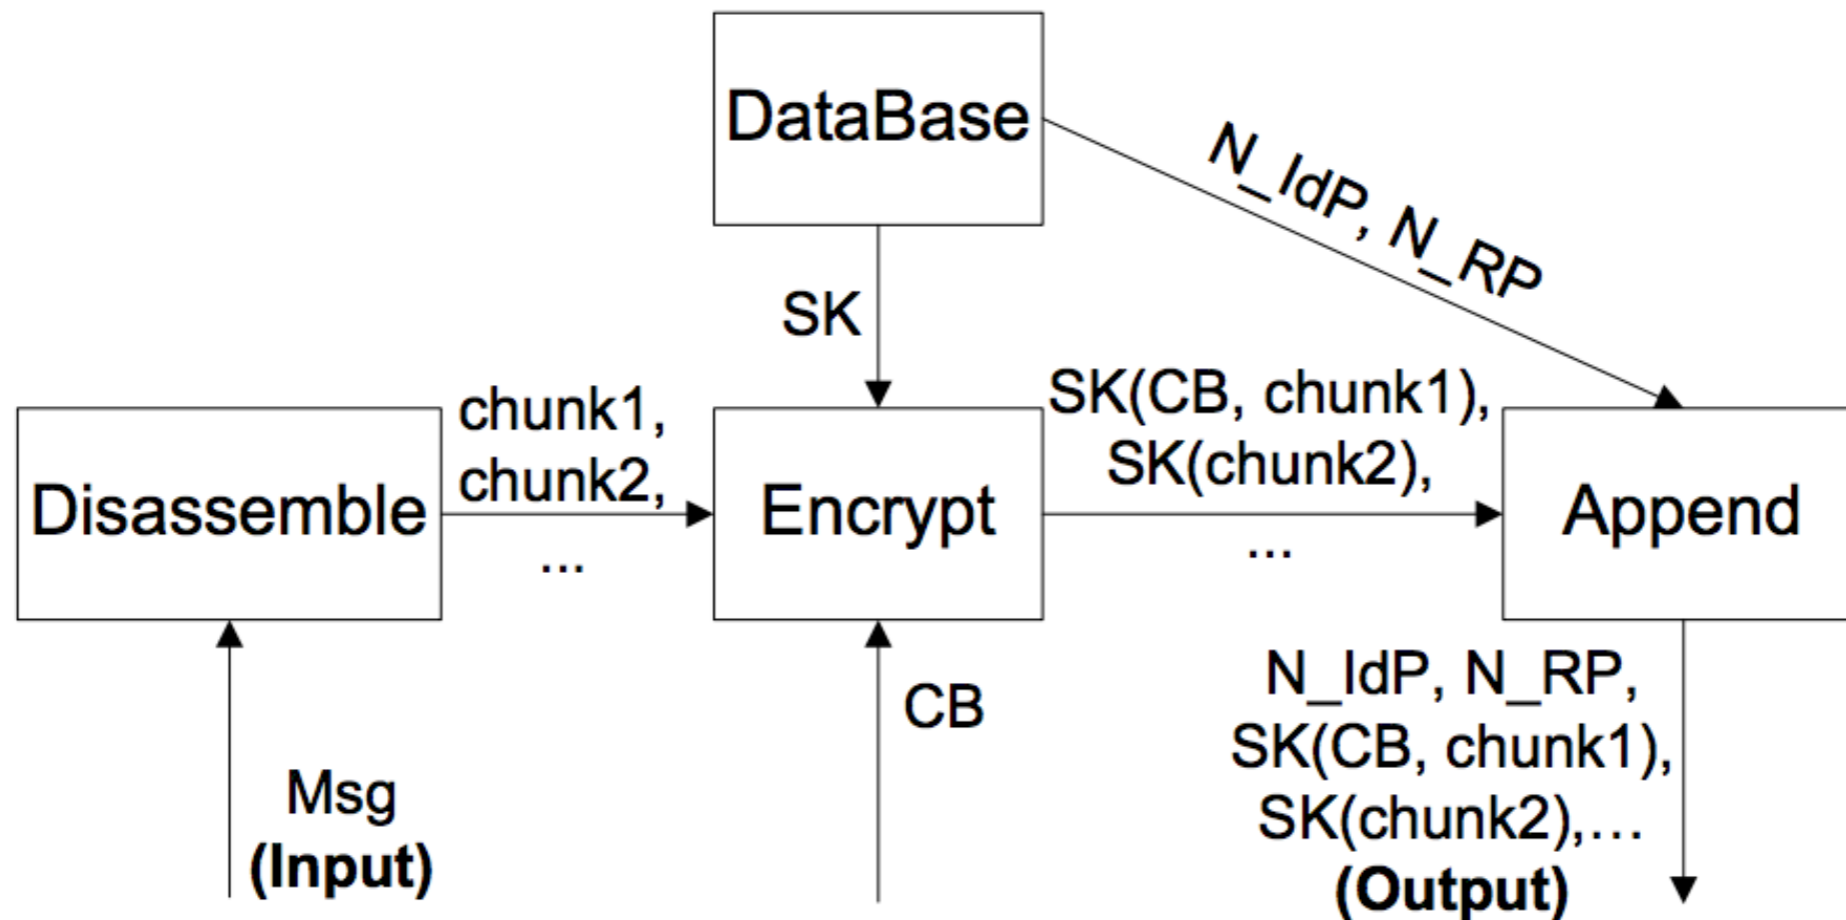 DataBase
N_IdP, N_RP
SK
chunk1,
chunk2,
...
SK(CB, chunk1),
SK(chunk2),
...
Disassemble
Encrypt
Append
Msg
(Input)
CB
N_IdP, N_RP,
SK(CB, chunk1),
SK(chunk2),...
(Output)